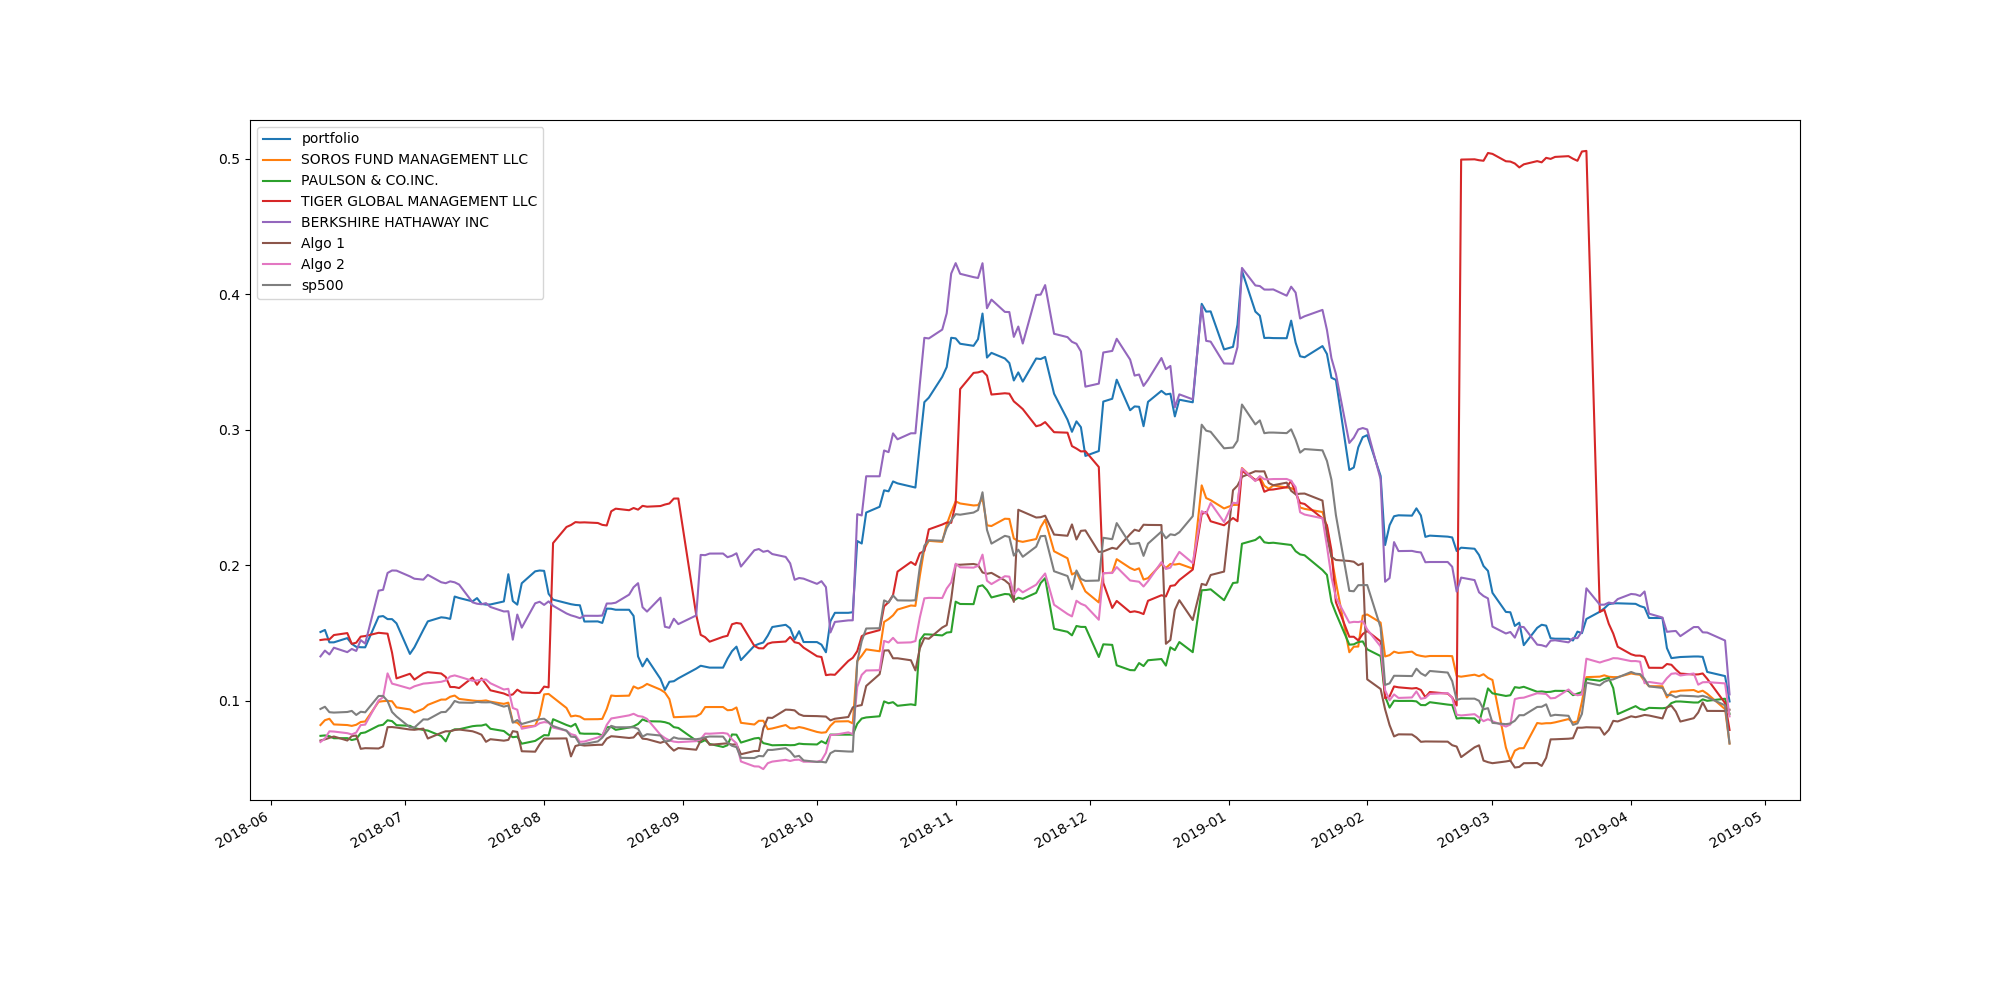 portfolio
SOROS FUND MANAGEMENT LLC
PAULSON & CO.INC.
TIGER GLOBAL MANAGEMENT LLC
BERKSHIRE HATHAWAY INC
Algo 1
Algo 2
sp500
0.5
0.4
0.3
0.2
0.1
2018-06
2018-07
2018-08
2018-09
2018-10
2018-11
2018-12
2019-01
2019-02
2019-03
2019-04
2019-05